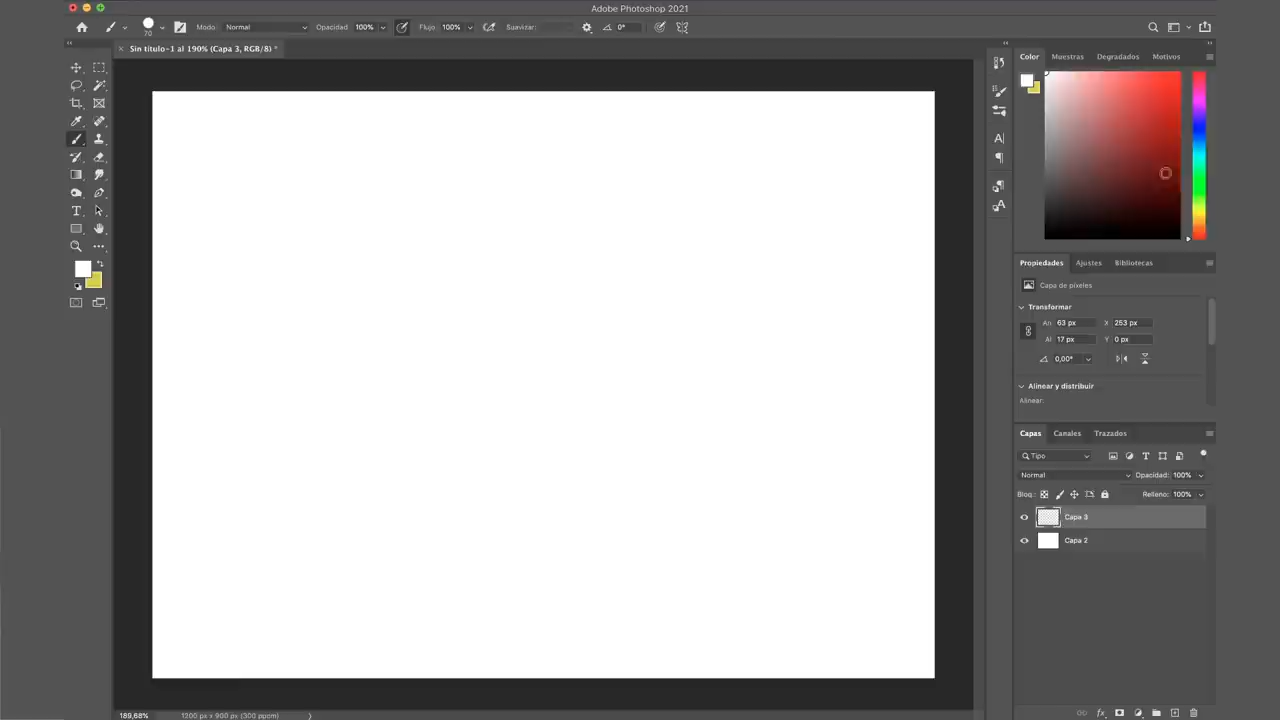 Adobe Photoshop 2021
70
Modo: Normal
Opacidad: 100%
Flujo: 100%
Suavizar:
0°
Sin título-1 al 190% (Capa 3, RGB/8) *
Color
Muestras
Degradados
Motivos
Propiedades
Ajustes
Bibliotecas
Capa de píxeles
Transformar
An 63 px
X 253 px
Al 17 px
Y 0 px
0,00°
Alinear y distribuir
Alinear:
Capas
Canales
Trazados
Tipo
Normal
Opacidad: 100%
Bloq.:
Relleno: 100%
Capa 3
Capa 2
189,68%
1200 px x 900 px (300 ppcm)